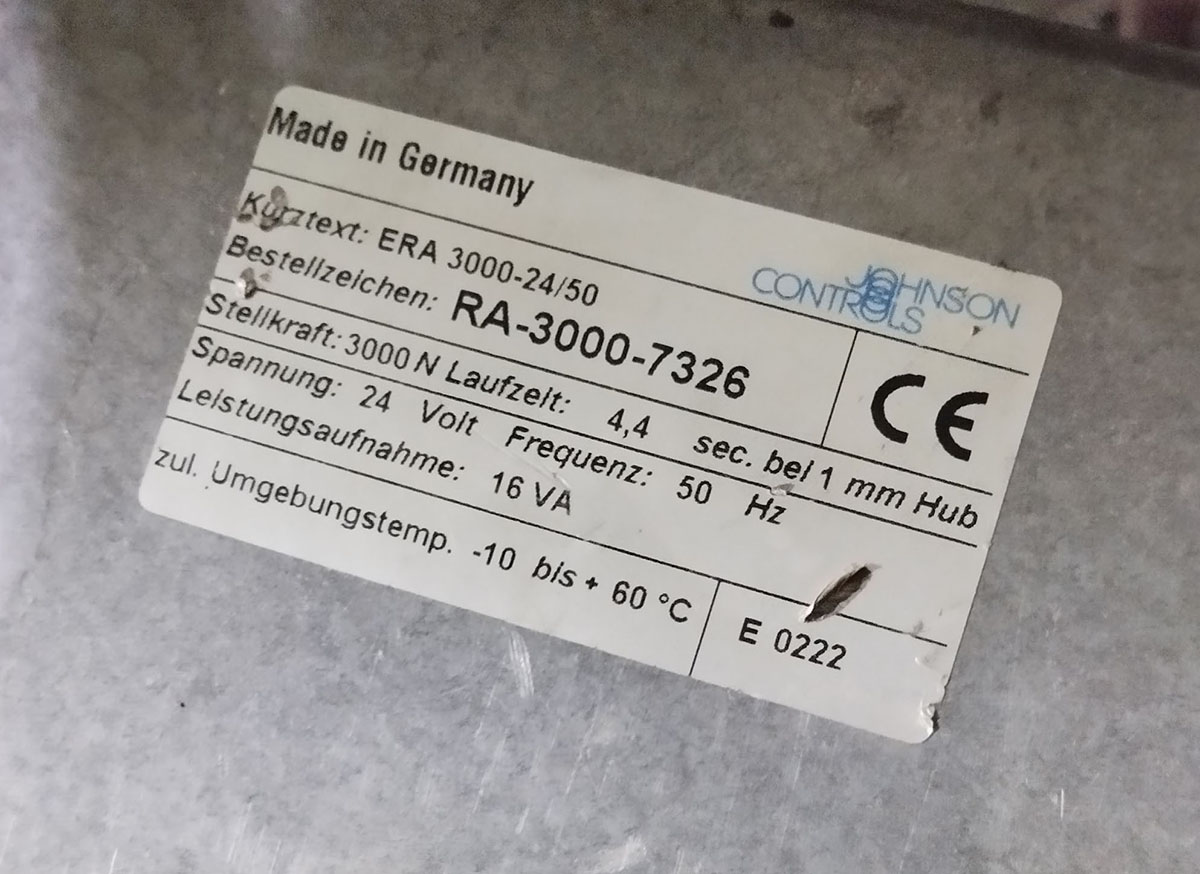 Made in Germany
JOHNSON
CONTROLS
Kurztext: ERA 3000-24/50
Bestellzeichen: RA-3000-7326
CE
Stellkraft: 3000 N Laufzeit: 4,4 sec. bei 1 mm Hub
Spannung: 24 Volt Frequenz: 50 Hz
Leistungsaufnahme: 16 VA
zul. Umgebungstemp. -10 bis + 60 °C
E 0222